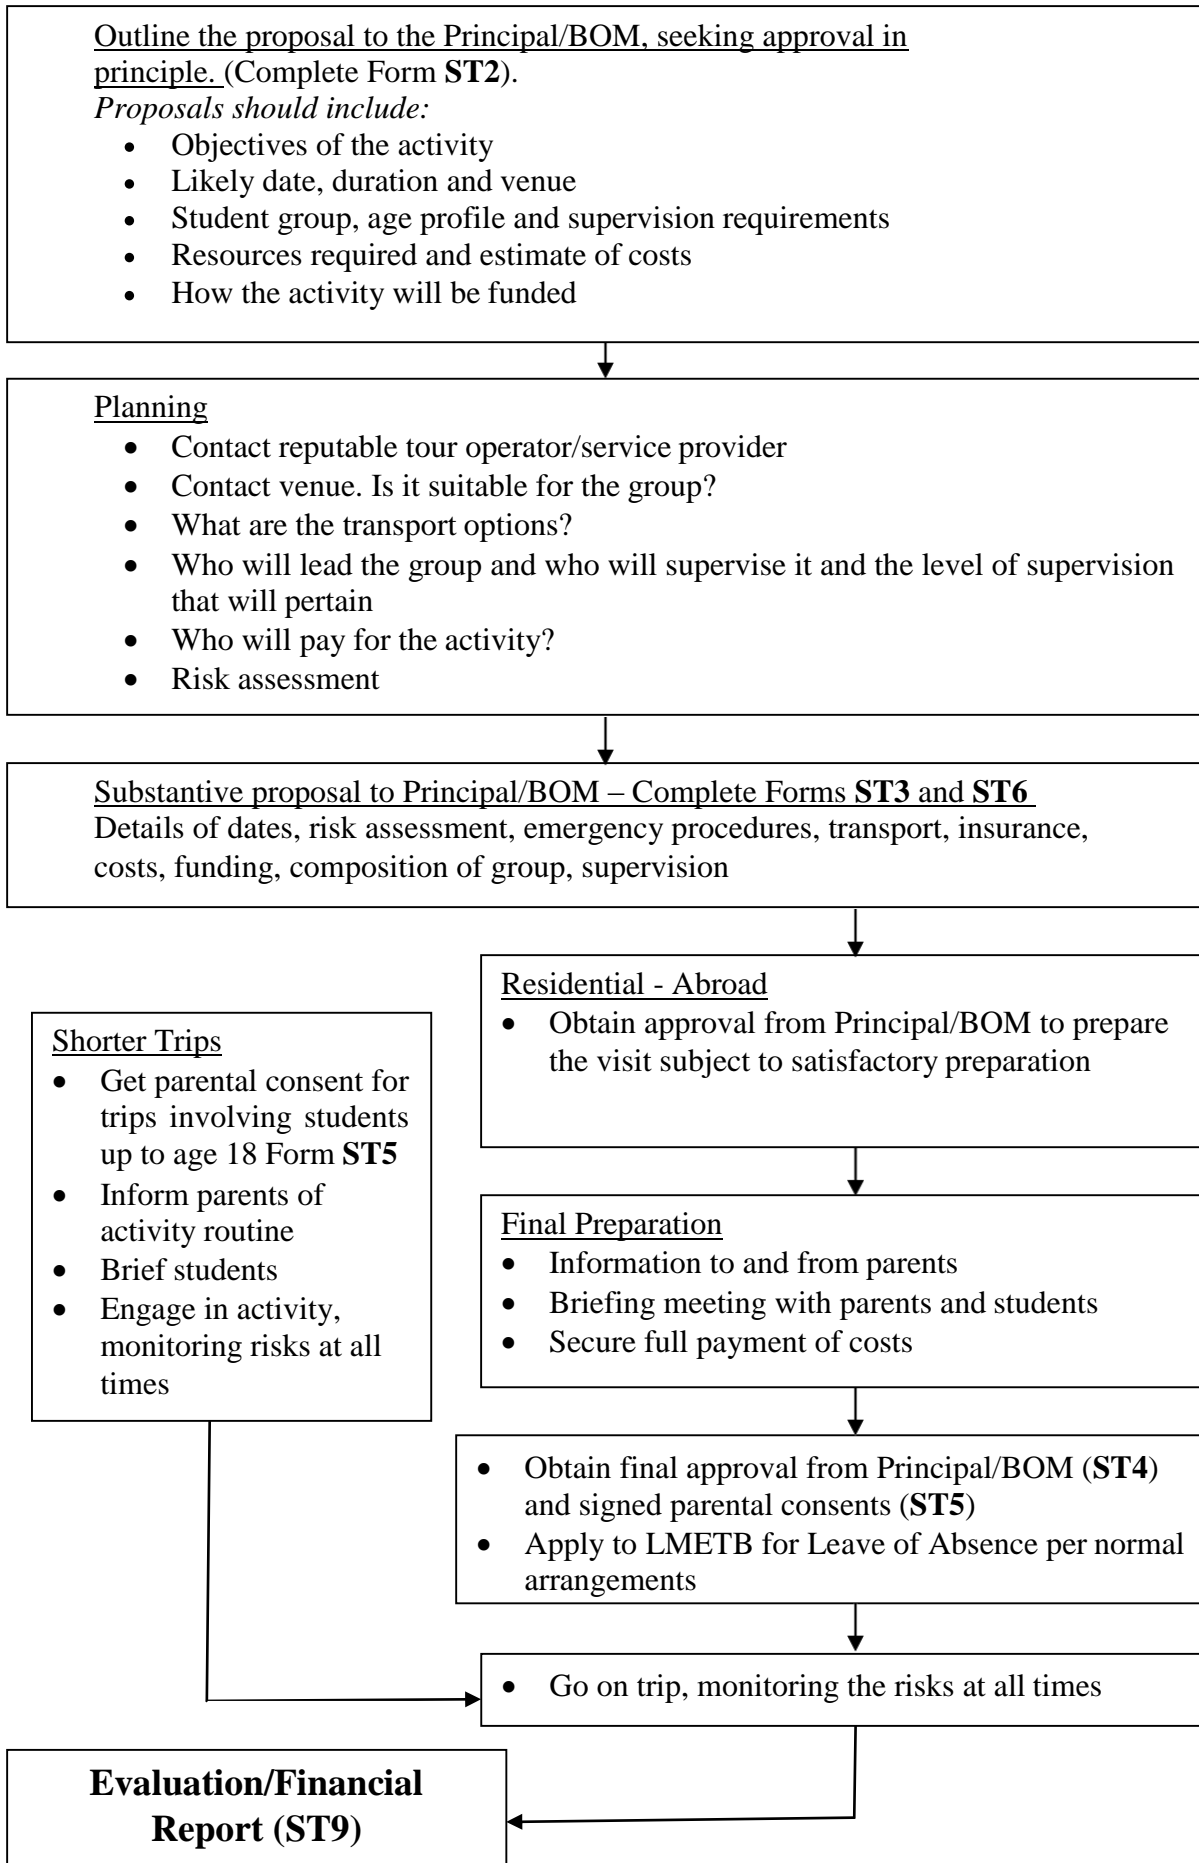 Outline the proposal to the Principal/BOM, seeking approval in
principle. (Complete Form ST2).
Proposals should include:
• Objectives of the activity
• Likely date, duration and venue
• Student group, age profile and supervision requirements
• Resources required and estimate of costs
• How the activity will be funded
Planning
• Contact reputable tour operator/service provider
• Contact venue. Is it suitable for the group?
• What are the transport options?
• Who will lead the group and who will supervise it and the level of supervision
that will pertain
• Who will pay for the activity?
• Risk assessment
Substantive proposal to Principal/BOM – Complete Forms ST3 and ST6
Details of dates, risk assessment, emergency procedures, transport, insurance,
costs, funding, composition of group, supervision
Shorter Trips
• Get parental consent for
trips involving students
up to age 18 Form ST5
• Inform parents of
activity routine
• Brief students
• Engage in activity,
monitoring risks at all
times
Residential - Abroad
• Obtain approval from Principal/BOM to prepare
the visit subject to satisfactory preparation
Final Preparation
• Information to and from parents
• Briefing meeting with parents and students
• Secure full payment of costs
• Obtain final approval from Principal/BOM (ST4)
and signed parental consents (ST5)
• Apply to LMETB for Leave of Absence per normal
arrangements
• Go on trip, monitoring the risks at all times
Evaluation/Financial
Report (ST9)